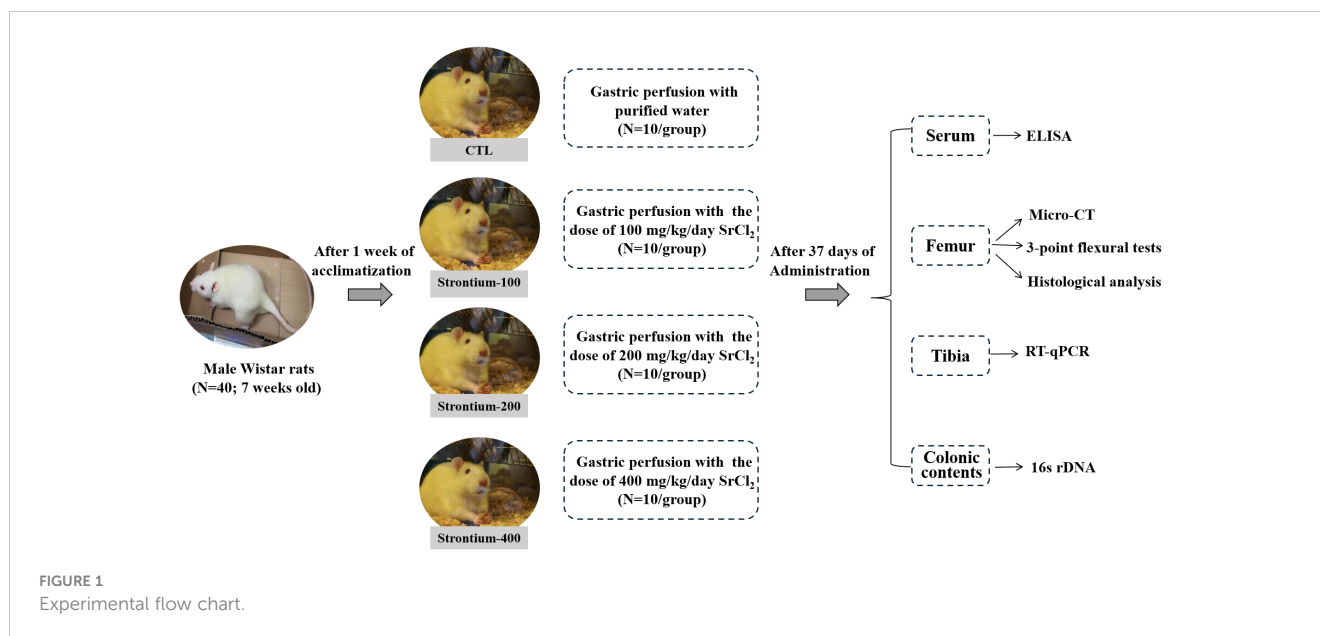 Male Wistar rats
(N=40; 7 weeks old)
After 1 week of
acclimatization
CTL
Gastric perfusion with
purified water
(N=10/group)
Strontium-100
Gastric perfusion with the
dose of 100 mg/kg/day SrCl₂
(N=10/group)
Strontium-200
Gastric perfusion with the
dose of 200 mg/kg/day SrCl₂
(N=10/group)
Strontium-400
Gastric perfusion with the
dose of 400 mg/kg/day SrCl₂
(N=10/group)
After 37 days of
Administration
Serum
ELISA
Femur
Micro-CT
3-point flexural tests
Histological analysis
Tibia
RT-qPCR
Colonic
contents
16s rDNA
FIGURE 1
Experimental flow chart.